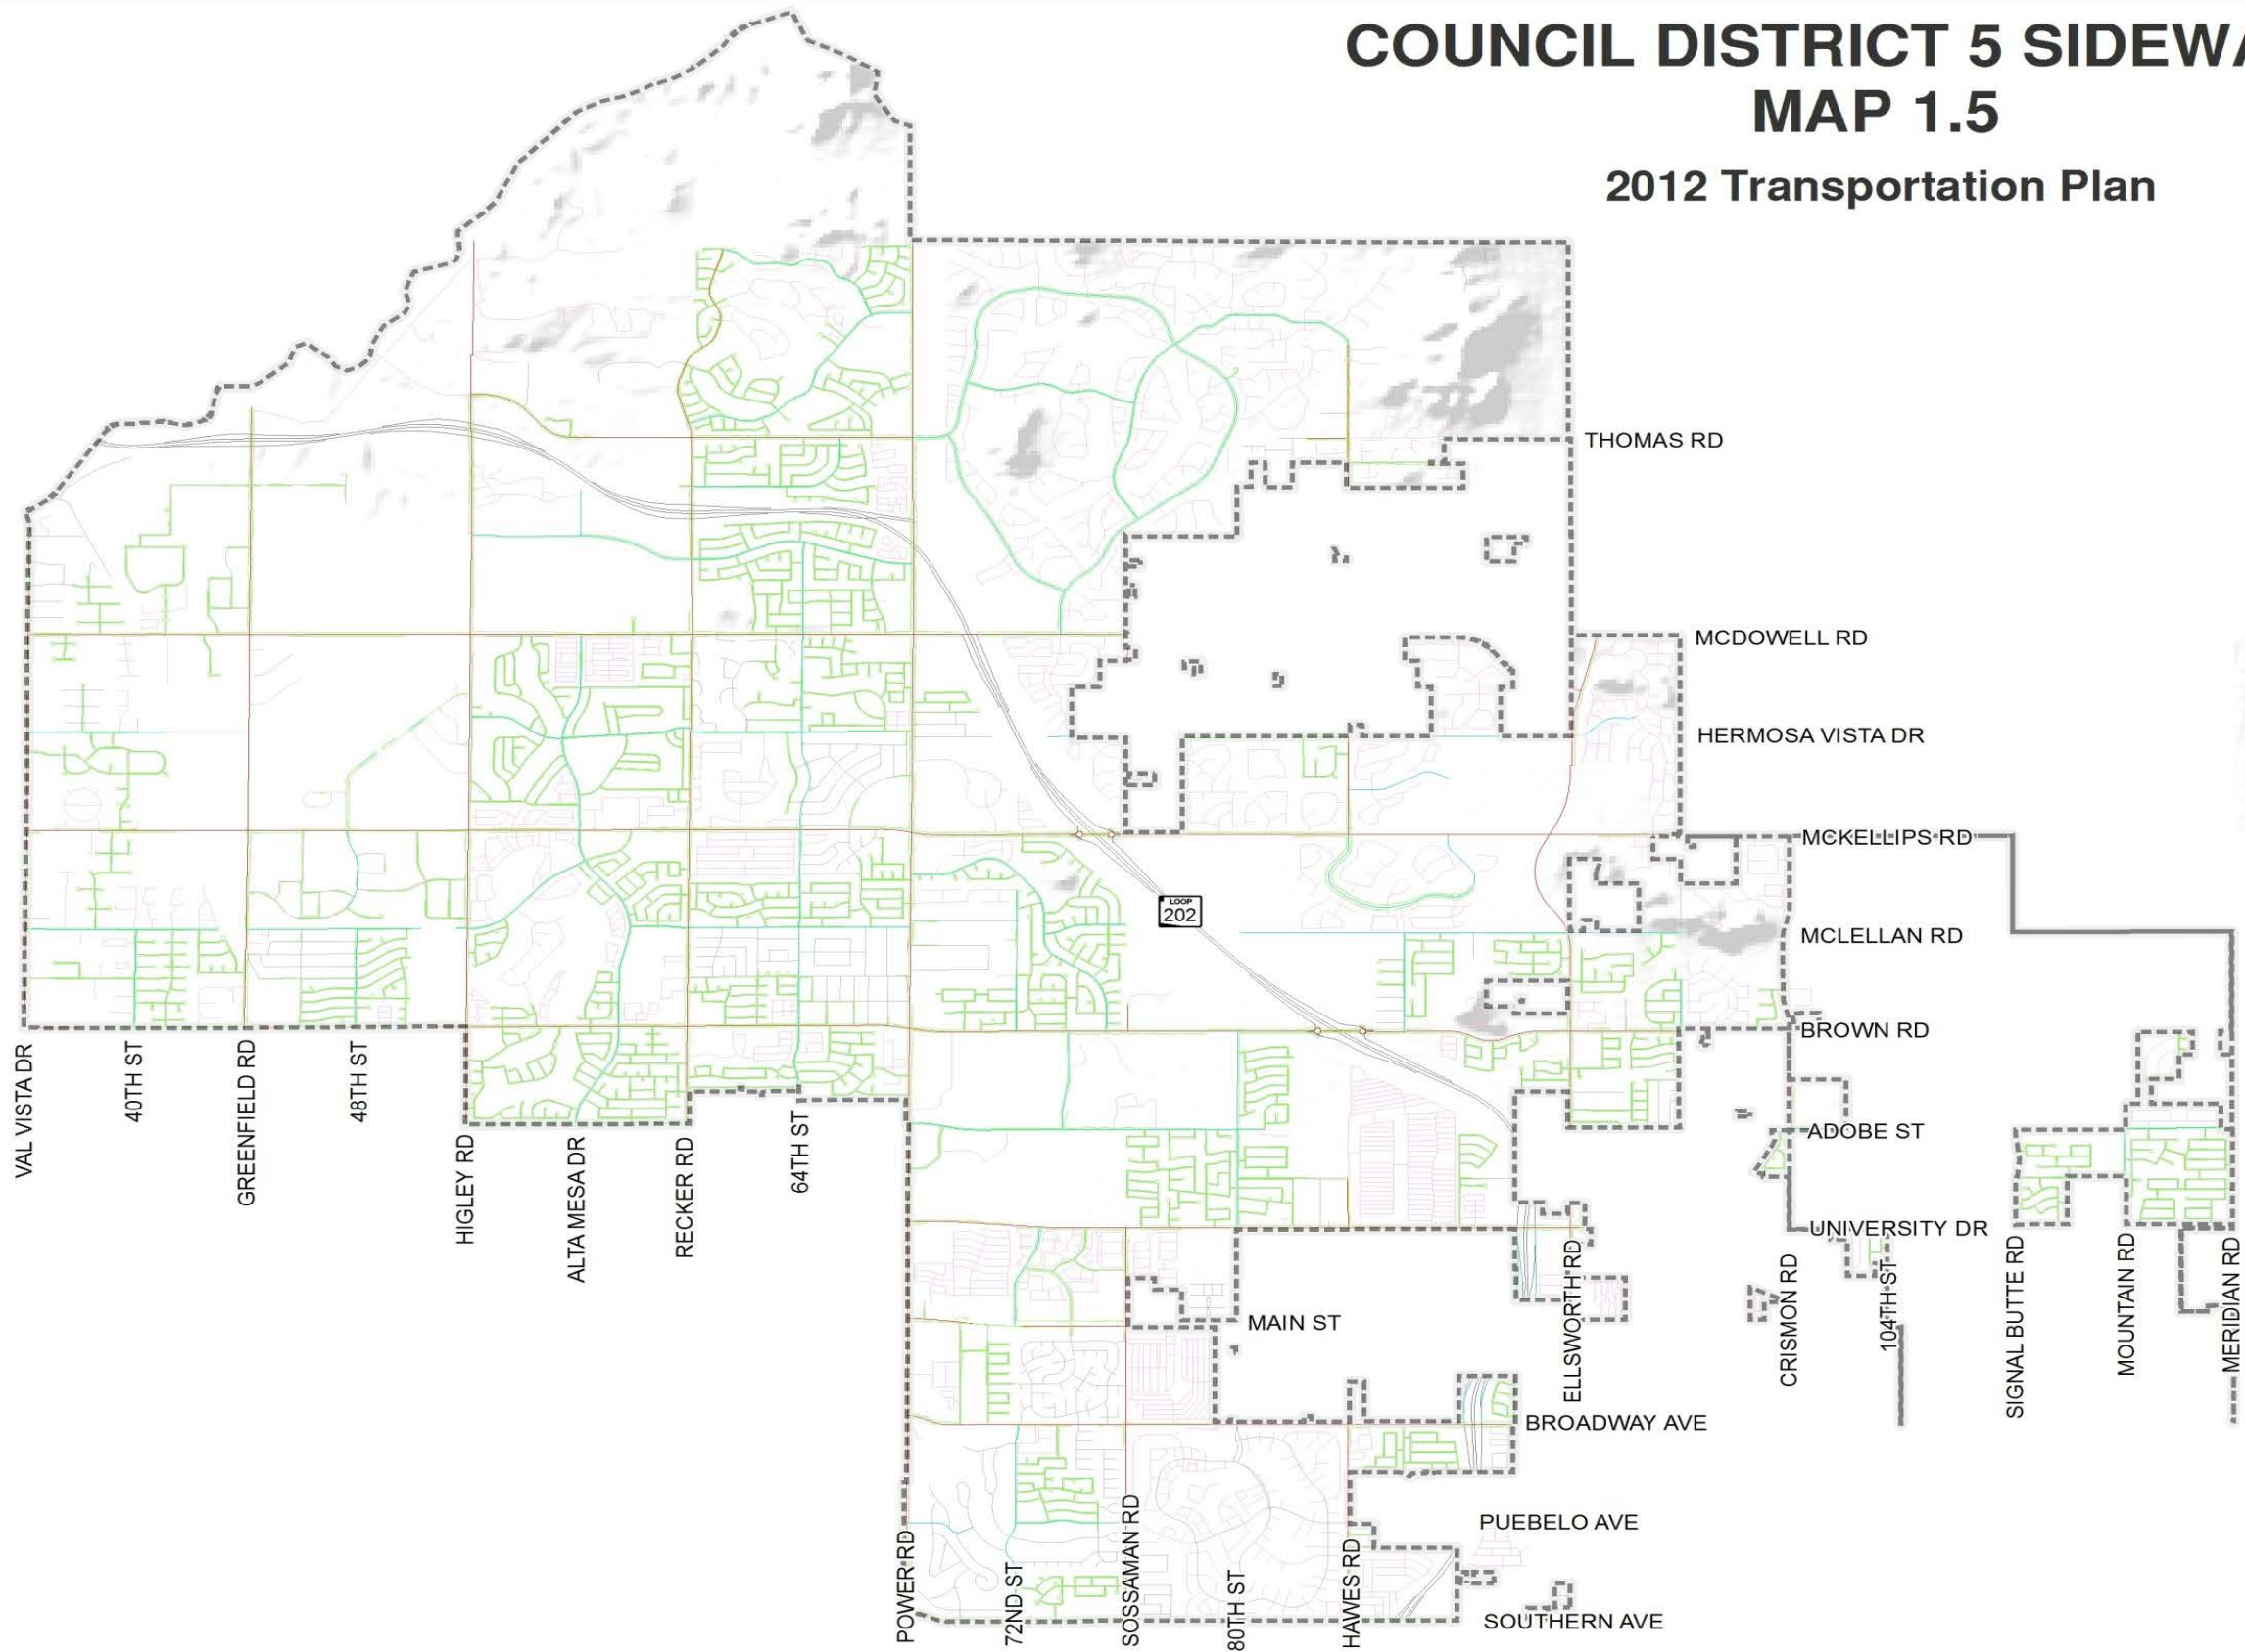 COUNCIL DISTRICT 5 SIDEWA
MAP 1.5
2012 Transportation Plan
THOMAS RD
MCDOWELL RD
HERMOSA VISTA DR
MCKELLIPS RD
LOOP
202
MCLELLAN RD
BROWN RD
ADOBE ST
UNIVERSITY DR
MAIN ST
BROADWAY AVE
PUEBELO AVE
SOUTHERN AVE
VAL VISTA DR
40TH ST
GREENFIELD RD
48TH ST
HIGLEY RD
ALTA MESA DR
RECKER RD
64TH ST
POWER RD
72ND ST
SOSSAMAN RD
80TH ST
HAWES RD
ELLSWORTH RD
CRISMON RD
104TH ST
SIGNAL BUTTE RD
MOUNTAIN RD
MERIDIAN RD